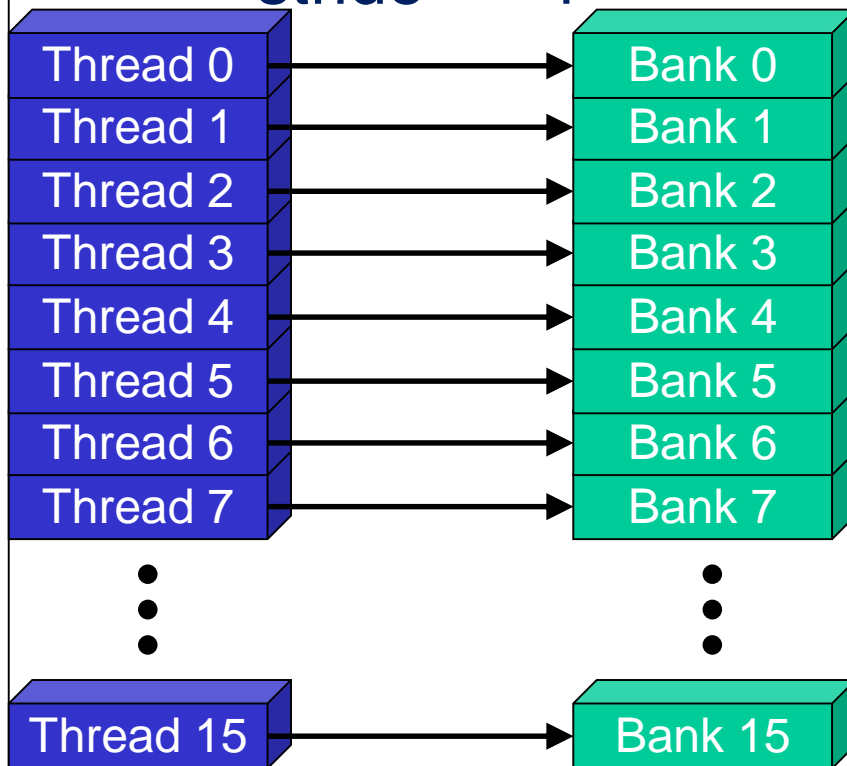 Thread 0 Bank 0
Thread 1 Bank 1
Thread 2 Bank 2
Thread 3 Bank 3
Thread 4 Bank 4
Thread 5 Bank 5
Thread 6 Bank 6
Thread 7 Bank 7
Thread 15 Bank 15